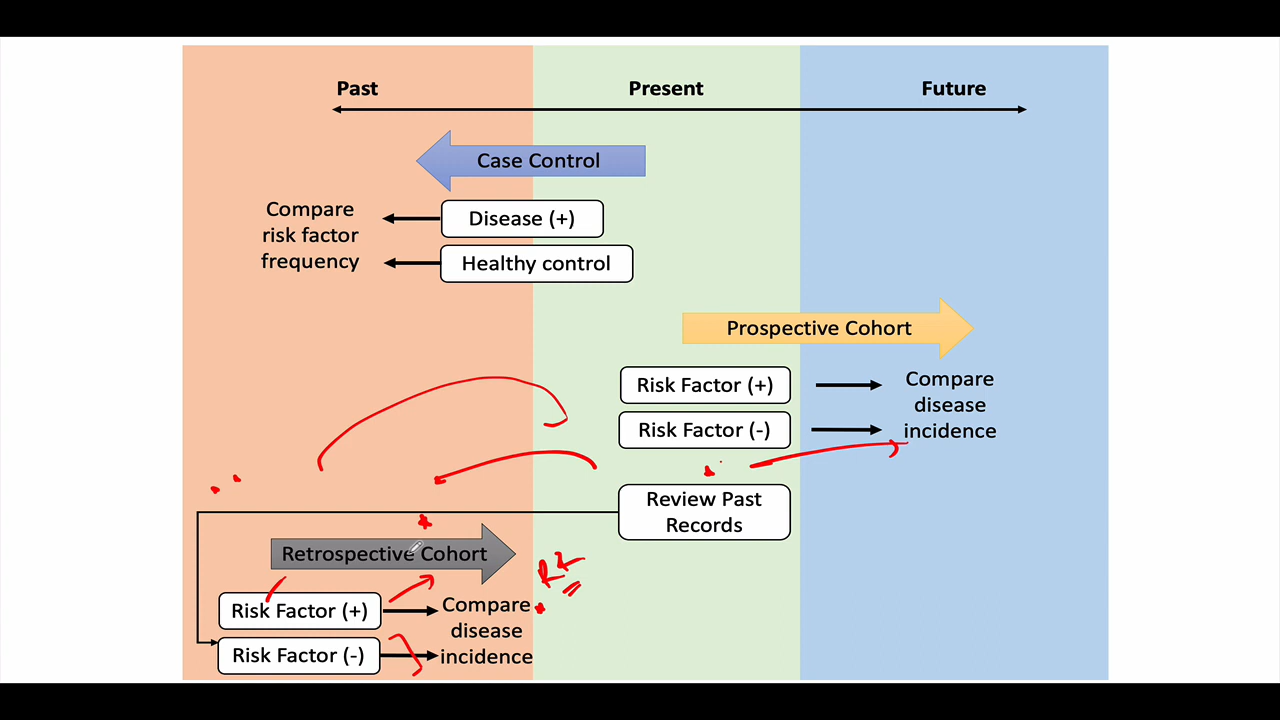 Past
Present
Future
Case Control
Compare
risk factor
frequency
Disease (+)
Healthy control
Prospective Cohort
Risk Factor (+)
Risk Factor (-)
Compare
disease
incidence
Review Past
Records
Retrospective Cohort
Risk Factor (+)
Risk Factor (-)
Compare
disease
incidence